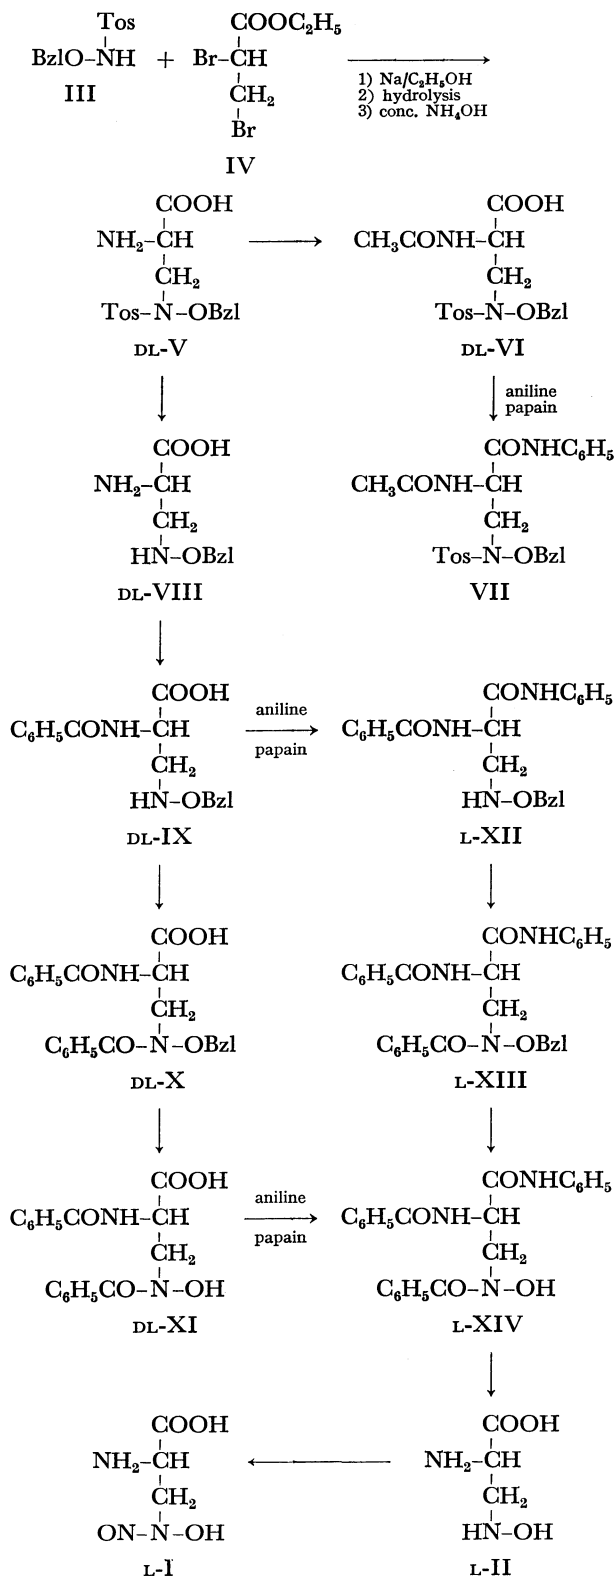 Tos
BzlO–NH + Br–CH
COOC₂H₅
CH₂
Br
III
IV
1) Na/C₂H₅OH
2) hydrolysis
3) conc. NH₄OH
COOH
NH₂–CH
CH₂
Tos–N–OBzl
DL-V
COOH
CH₃CONH–CH
CH₂
Tos–N–OBzl
DL-VI
aniline
papain
COOH
NH₂–CH
CH₂
HN–OBzl
DL-VIII
CONHC₆H₅
CH₃CONH–CH
CH₂
Tos–N–OBzl
VII
COOH
C₆H₅CONH–CH
CH₂
HN–OBzl
DL-IX
aniline
papain
CONHC₆H₅
C₆H₅CONH–CH
CH₂
HN–OBzl
L-XII
COOH
C₆H₅CONH–CH
CH₂
C₆H₅CO–N–OBzl
DL-X
CONHC₆H₅
C₆H₅CONH–CH
CH₂
C₆H₅CO–N–OBzl
L-XIII
COOH
C₆H₅CONH–CH
CH₂
C₆H₅CO–N–OH
DL-XI
aniline
papain
CONHC₆H₅
C₆H₅CONH–CH
CH₂
C₆H₅CO–N–OH
L-XIV
COOH
NH₂–CH
CH₂
ON–N–OH
L-I
COOH
NH₂–CH
CH₂
HN–OH
L-II